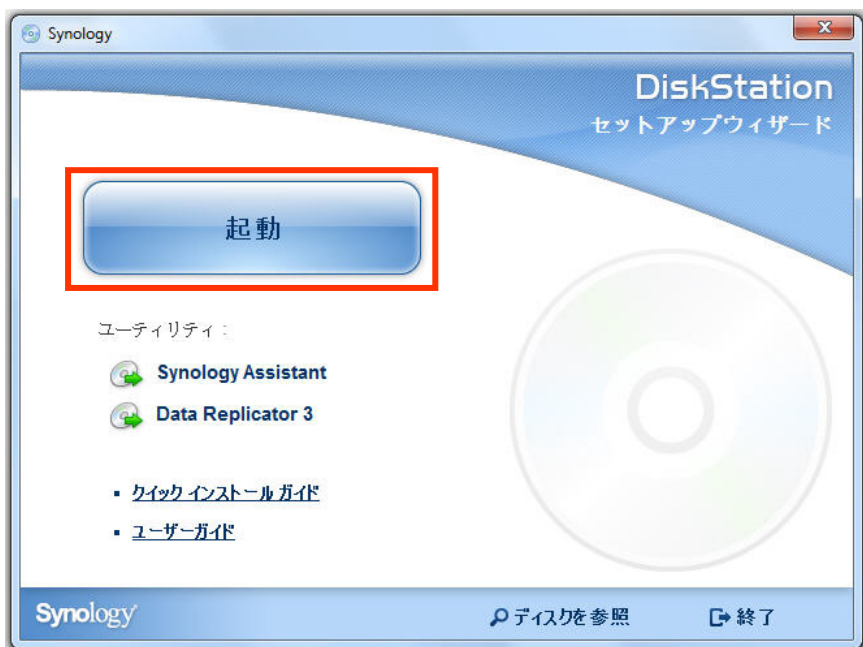 Synology
DiskStation
セットアップウィザード
起動
ユーティリティ:
Synology Assistant
Data Replicator 3
クイック インストール ガイド
ユーザーガイド
Synology
ディスクを参照
終了